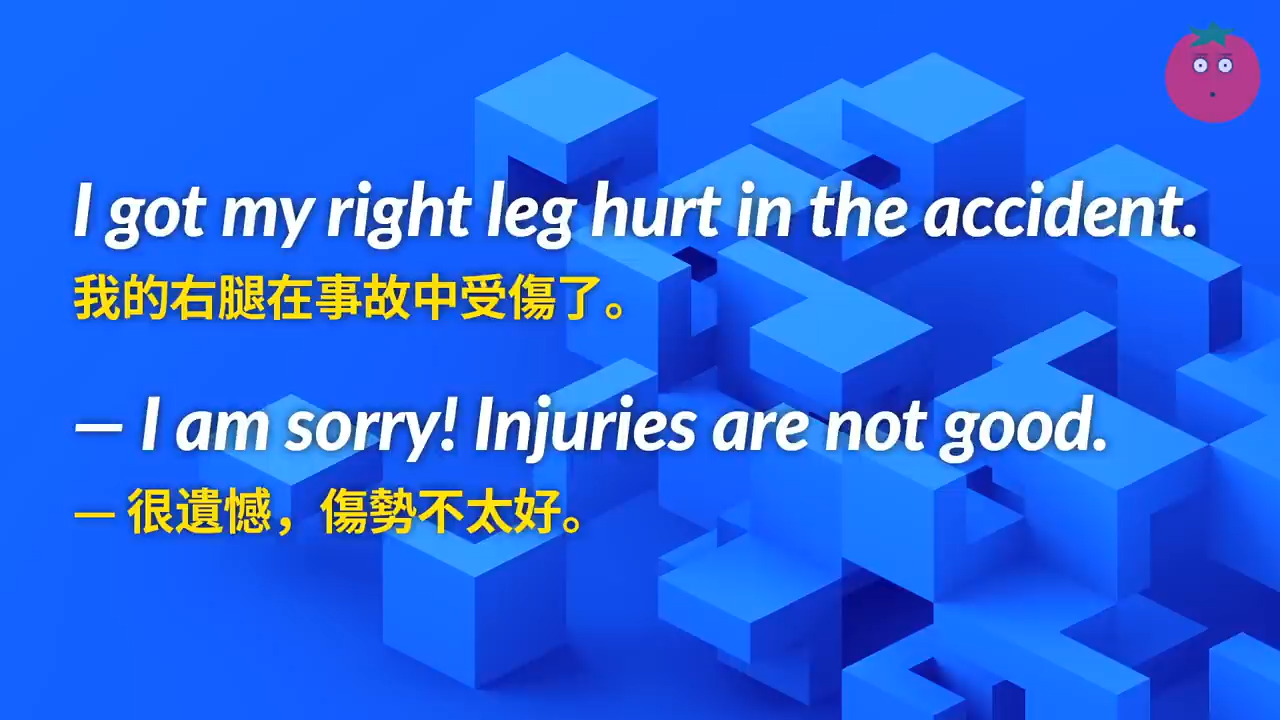 I got my right leg hurt in the accident.
我的右腿在事故中受傷了。
— I am sorry! Injuries are not good.
— 很遺憾，傷勢不太好。